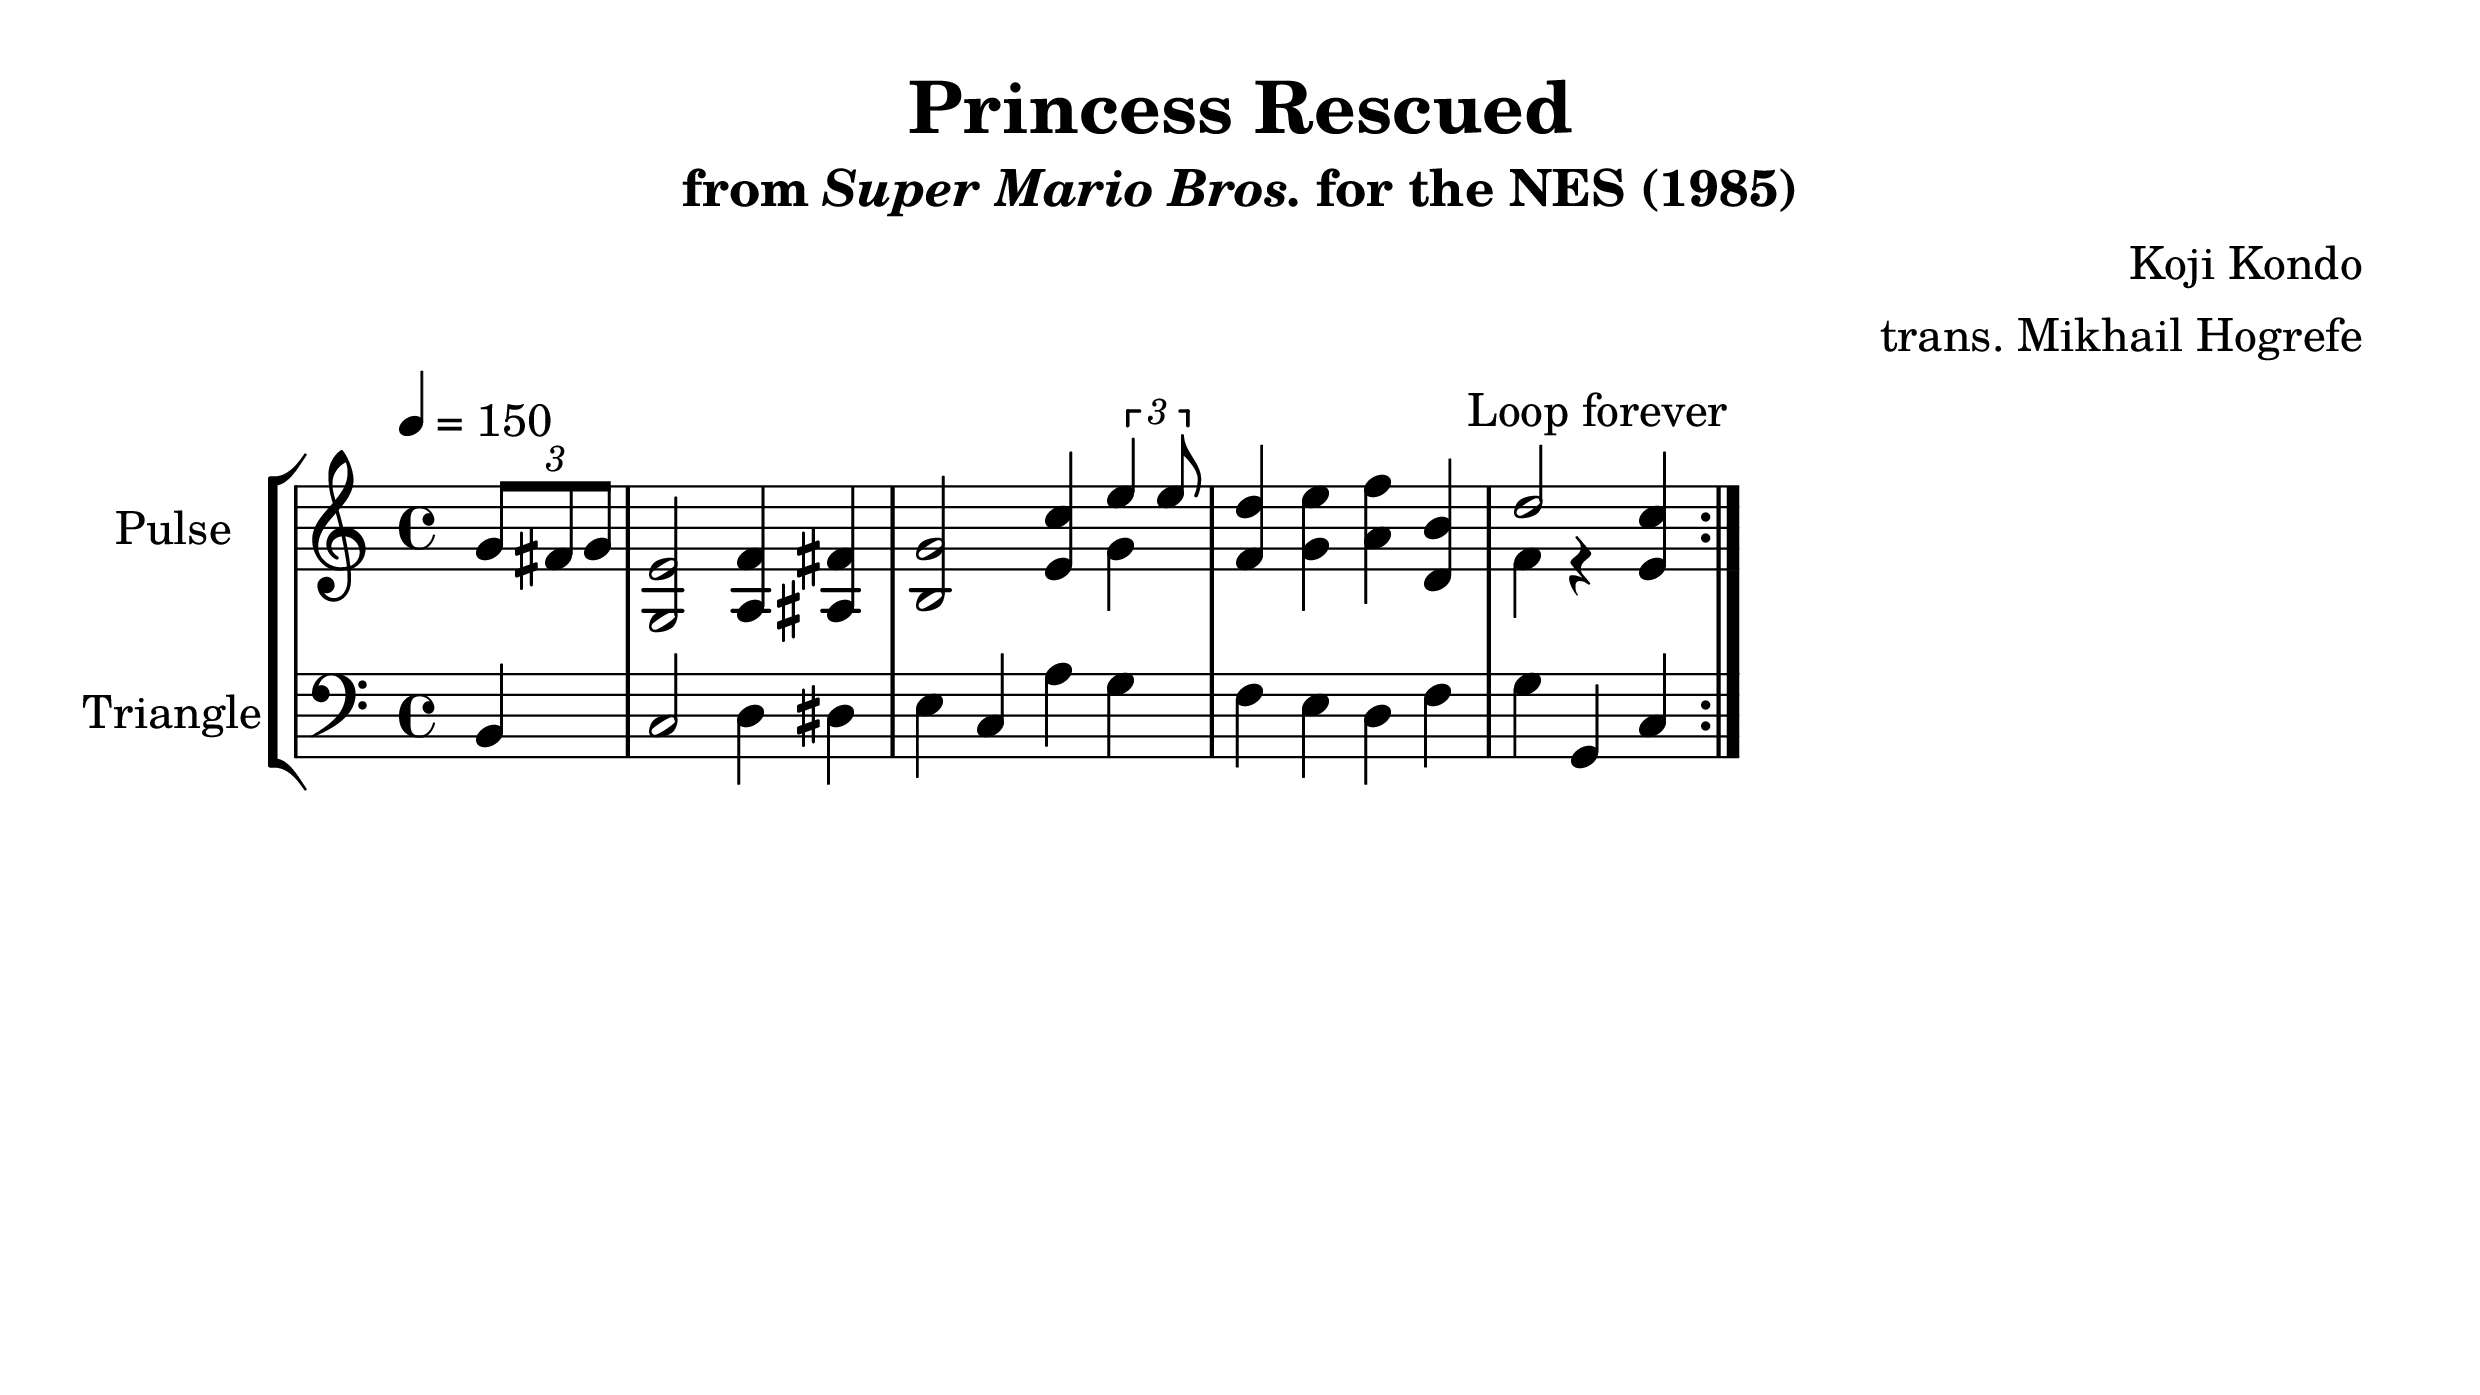 Princess Rescued
from Super Mario Bros. for the NES (1985)
Koji Kondo
trans. Mikhail Hogrefe
= 150
Loop forever
3
3
Pulse
Triangle